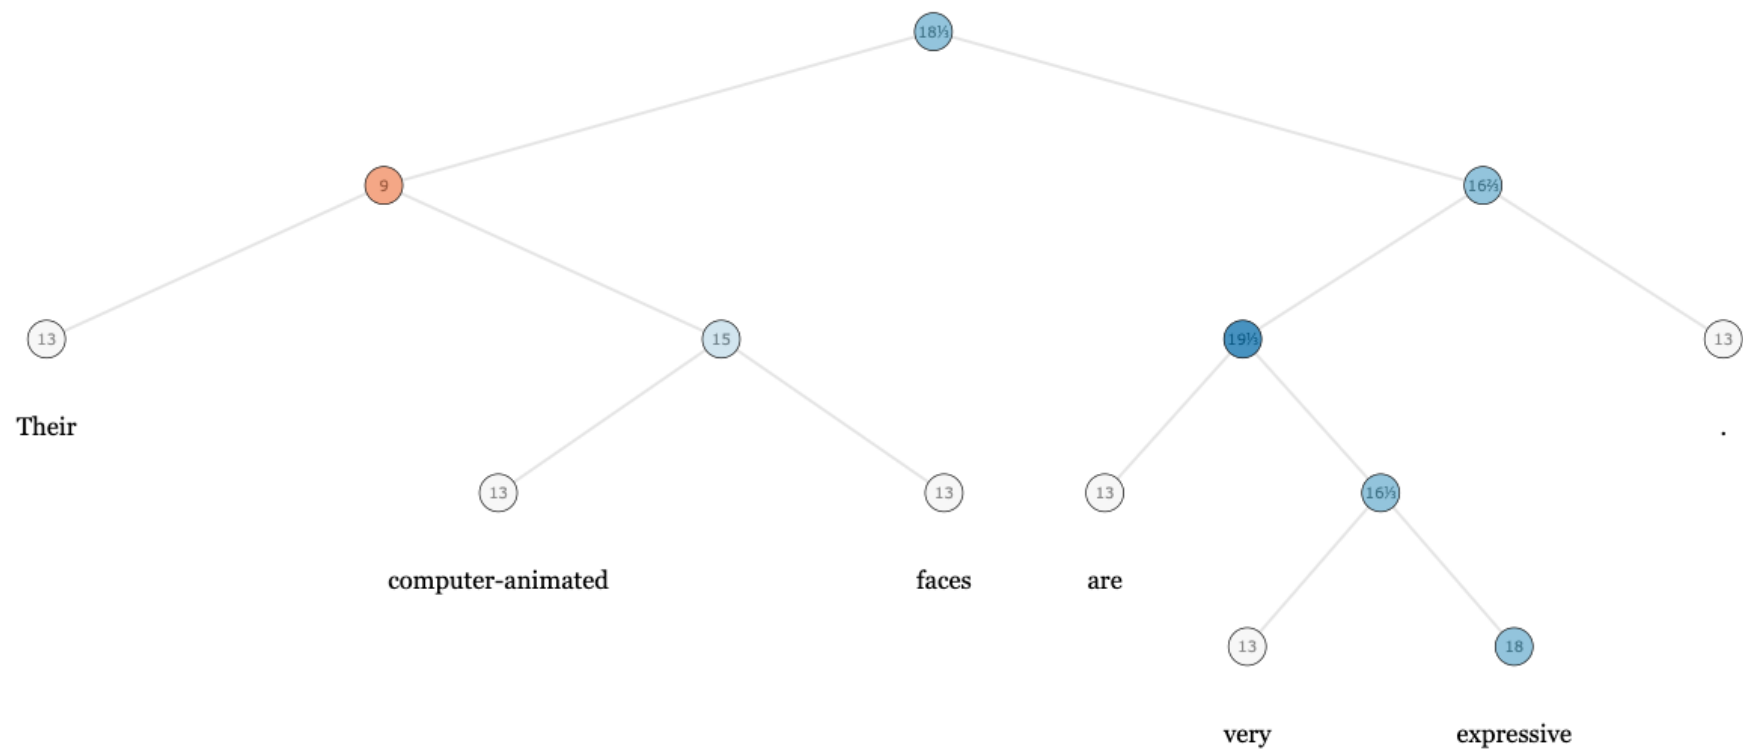 18⅓
9 16⅔
13 15 19⅓ 13
Their .
13 13 13 16⅓
computer-animated faces are
13 18
very expressive